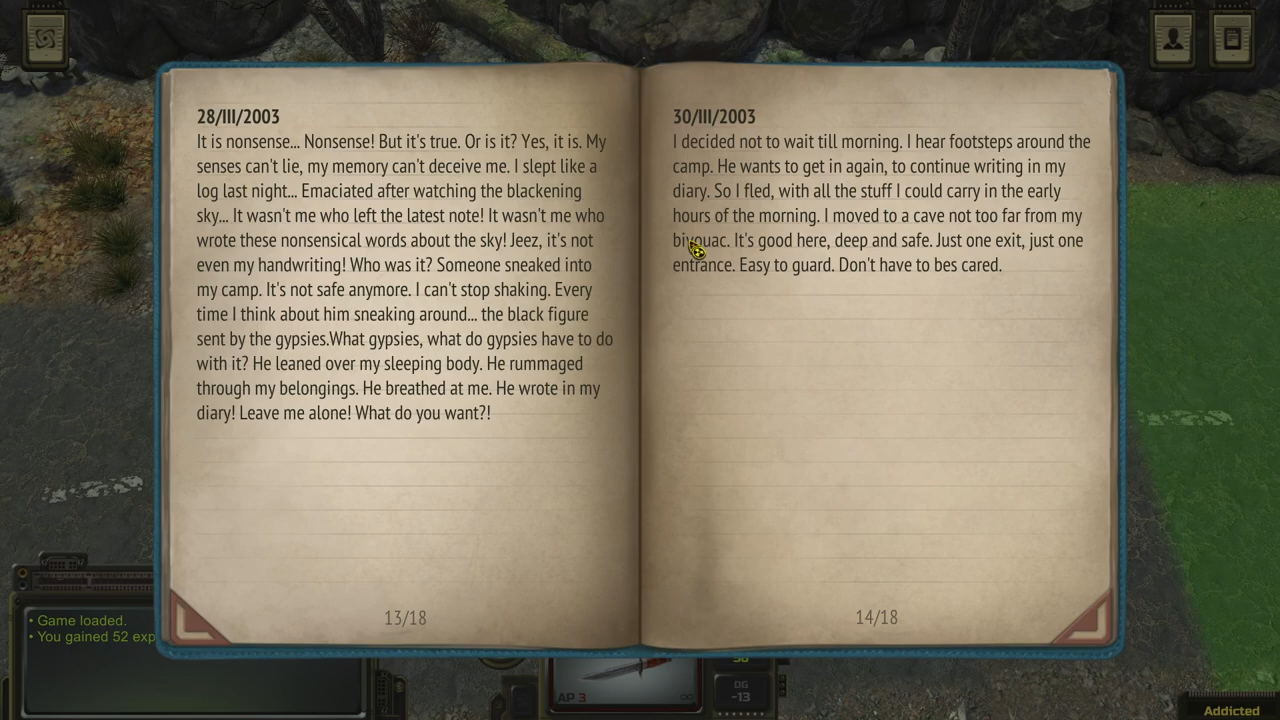 28/III/2003
It is nonsense... Nonsense! But it's true. Or is it? Yes, it is. My
senses can't lie, my memory can't deceive me. I slept like a
log last night... Emaciated after watching the blackening
sky... It wasn't me who left the latest note! It wasn't me who
wrote these nonsensical words about the sky! Jeez, it's not
even my handwriting! Who was it? Someone sneaked into
my camp. It's not safe anymore. I can't stop shaking. Every
time I think about him sneaking around... the black figure
sent by the gypsies.What gypsies, what do gypsies have to do
with it? He leaned over my sleeping body. He rummaged
through my belongings. He breathed at me. He wrote in my
diary! Leave me alone! What do you want?!
13/18
30/III/2003
I decided not to wait till morning. I hear footsteps around the
camp. He wants to get in again, to continue writing in my
diary. So I fled, with all the stuff I could carry in the early
hours of the morning. I moved to a cave not too far from my
bivouac. It's good here, deep and safe. Just one exit, just one
entrance. Easy to guard. Don't have to bes cared.
14/18
• Game loaded.
• You gained 52 exp
AP 3
DG
-13
Addicted